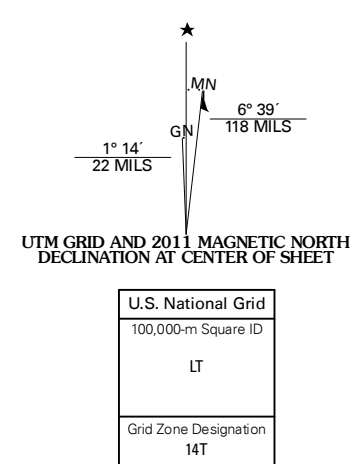 ★
MN
GN
6° 39´
118 MILS
1° 14´
22 MILS
UTM GRID AND 2011 MAGNETIC NORTH
DECLINATION AT CENTER OF SHEET
U.S. National Grid
100,000-m Square ID
LT
Grid Zone Designation
14T